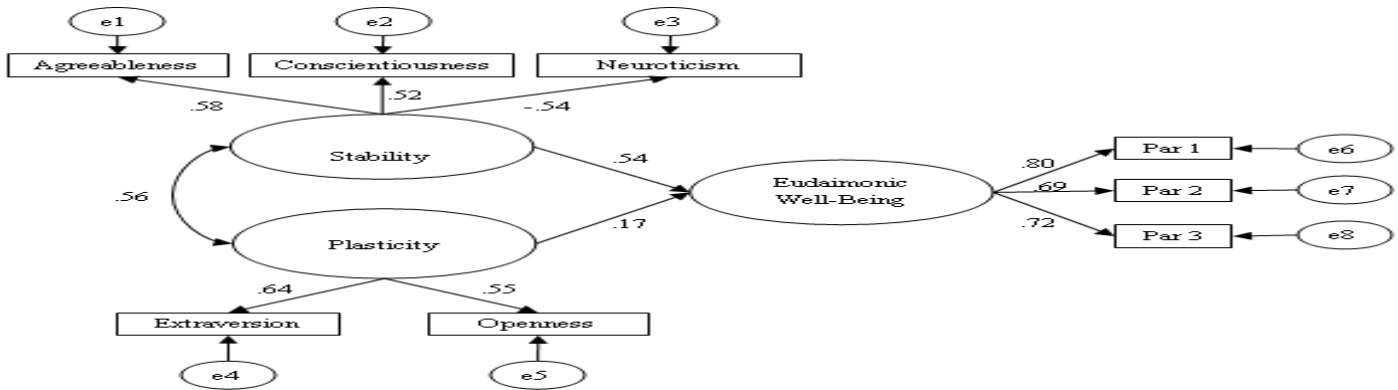 e1
e2
e3
Agreeableness
Conscientiousness
Neuroticism
.58
.52
-.54
Stability
.54
.56
Eudaimonic
Well-Being
.17
Plasticity
.80
.69
.72
Par 1
e6
Par 2
e7
Par 3
e8
.64
.55
Extraversion
Openness
e4
e5